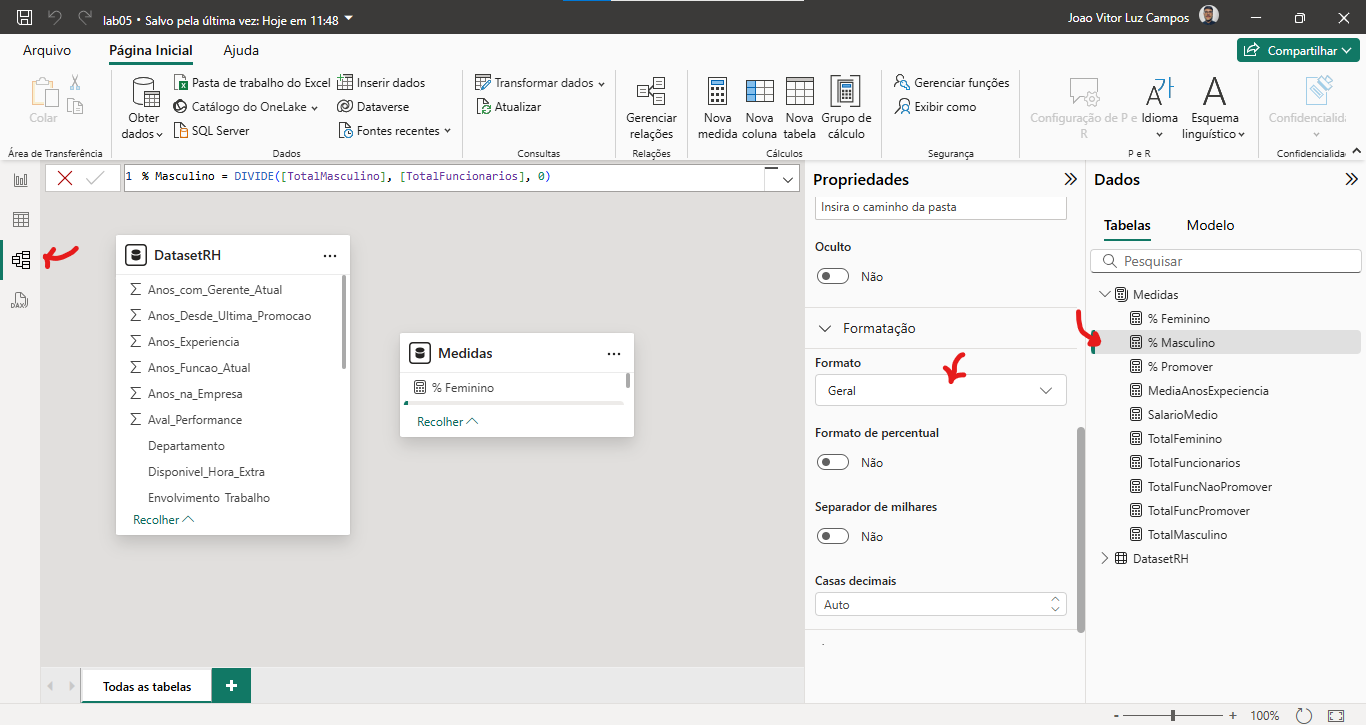 lab05 • Salvo pela última vez: Hoje em 11:48
Joao Vitor Luz Campos
Arquivo
Página Inicial
Ajuda
Compartilhar
Colar
Área de Transferência
Obter dados
Pasta de trabalho do Excel
Catálogo do OneLake
SQL Server
Inserir dados
Dataverse
Fontes recentes
Dados
Transformar dados
Atualizar
Consultas
Gerenciar relações
Relações
Nova medida
Nova coluna
Nova tabela
Grupo de cálculo
Cálculos
Gerenciar funções
Exibir como
Segurança
Configuração de P e R
Idioma
Esquema linguístico
P e R
Confidencialida
Confidencialida
DAX
1 % Masculino = DIVIDE([TotalMasculino], [TotalFuncionarios], 0)
DatasetRH
Anos_com_Gerente_Atual
Anos_Desde_Ultima_Promocao
Anos_Experiencia
Anos_Funcao_Atual
Anos_na_Empresa
Aval_Performance
Departamento
Disponivel_Hora_Extra
Envolvimento_Trabalho
Recolher
Medidas
% Feminino
Recolher
Todas as tabelas
Propriedades
Insira o caminho da pasta
Oculto
Não
Formatação
Formato
Geral
Formato de percentual
Não
Separador de milhares
Não
Casas decimais
Auto
Dados
Tabelas
Modelo
Pesquisar
Medidas
% Feminino
% Masculino
% Promover
MediaAnosExpeciencia
SalarioMedio
TotalFeminino
TotalFuncionarios
TotalFuncNaoPromover
TotalFuncPromover
TotalMasculino
DatasetRH
- + 100%